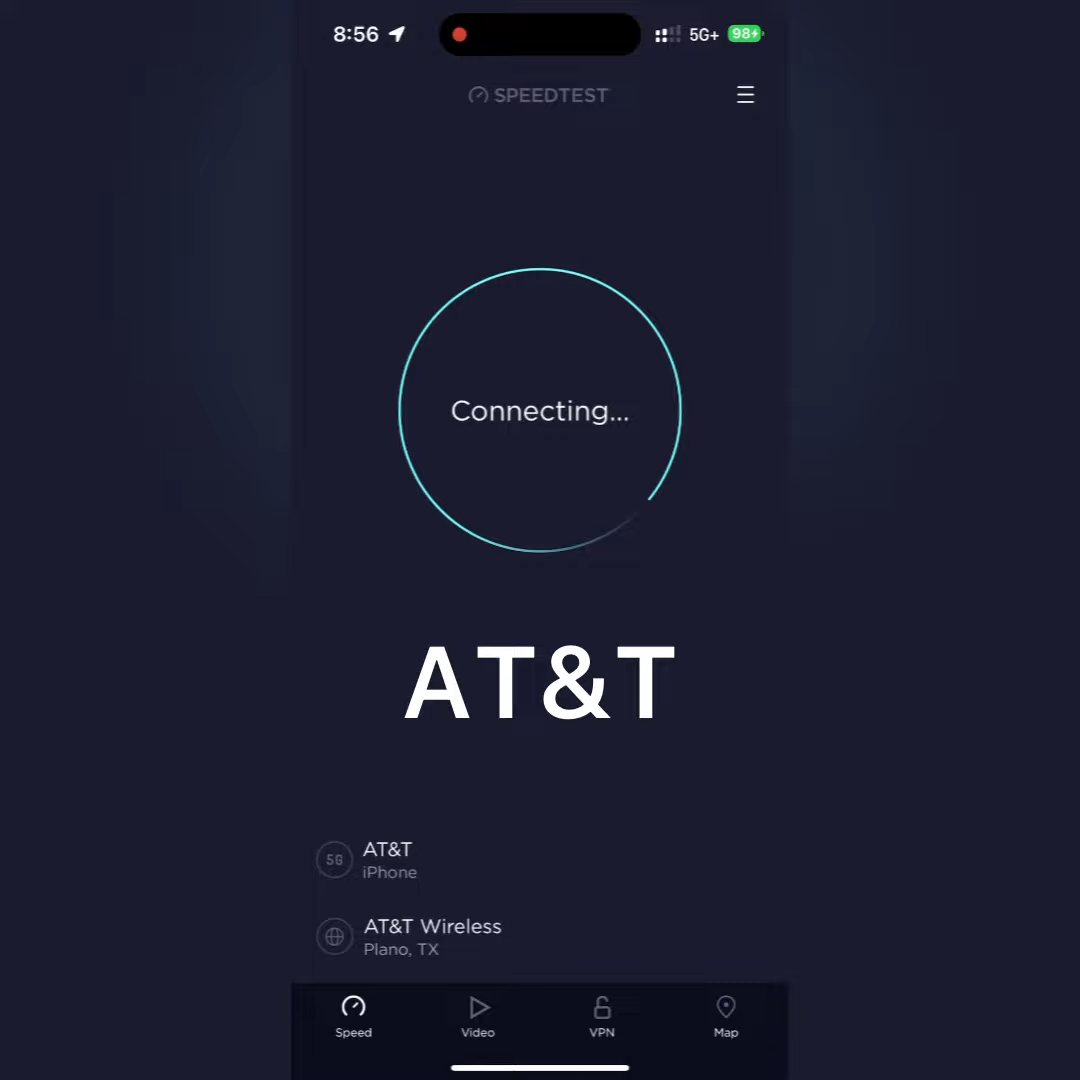 8:56 5G+ 98
SPEEDTEST
Connecting...
AT&T
5G AT&T
iPhone
AT&T Wireless
Plano, TX
Speed Video VPN Map